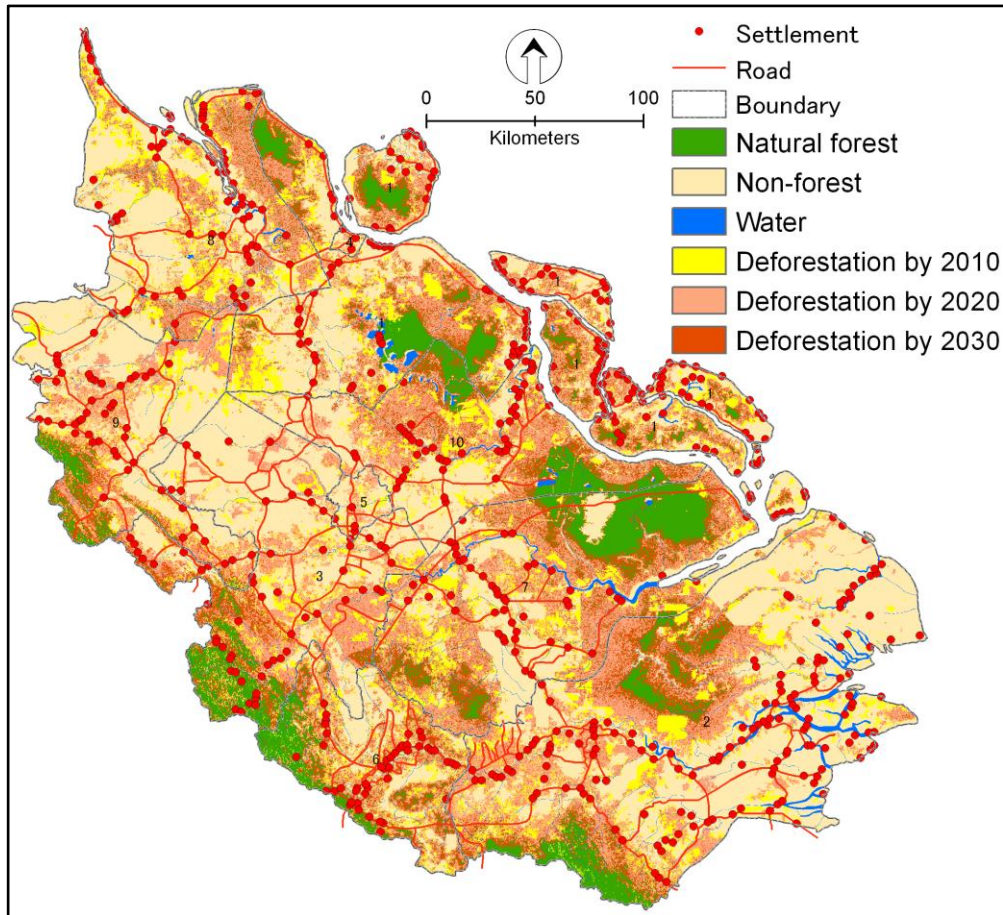 Settlement
Road
Boundary
Natural forest
Non-forest
Water
Deforestation by 2010
Deforestation by 2020
Deforestation by 2030
0 50 100
Kilometers
1
4
8
1
1
1
1
1
9
10
5
3
7
2
6